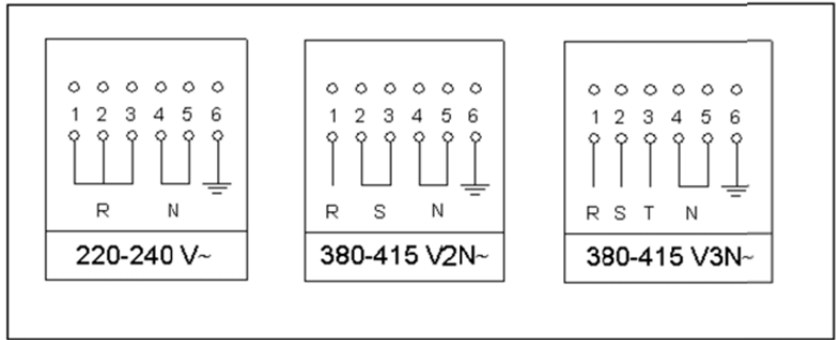 1 2 3 4 5 6
R N
220-240 V~
1 2 3 4 5 6
R S N
380-415 V2N~
1 2 3 4 5 6
R S T N
380-415 V3N~